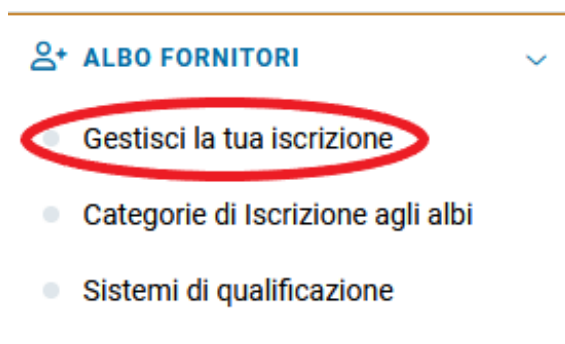 ALBO FORNITORI
Gestisci la tua iscrizione
Categorie di Iscrizione agli albi
Sistemi di qualificazione